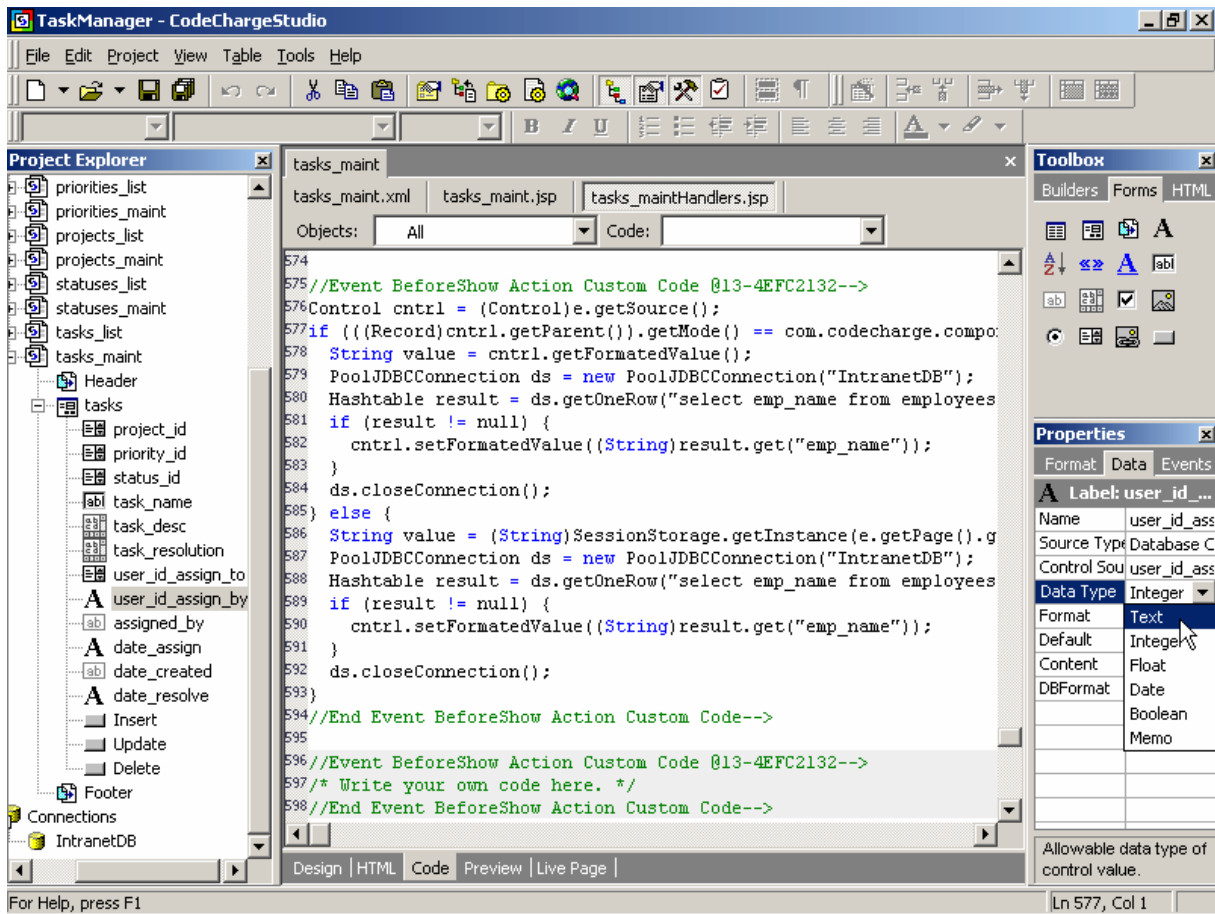 TaskManager - CodeChargeStudio
File Edit Project View Table Tools Help
B I U
Project Explorer
priorities_list
priorities_maint
projects_list
projects_maint
statuses_list
statuses_maint
tasks_list
tasks_maint
Header
tasks
project_id
priority_id
status_id
task_name
task_desc
task_resolution
user_id_assign_to
user_id_assign_by
assigned_by
date_assign
date_created
date_resolve
Insert
Update
Delete
Footer
Connections
IntranetDB
tasks_maint
tasks_maint.xml tasks_maint.jsp tasks_maintHandlers.jsp
Objects: All Code:
574
575 //Event BeforeShow Action Custom Code @13-4EFC2132-->
576 Control cntrl = (Control)e.getSource();
577 if (((Record)cntrl.getParent()).getMode() == com.codecharge.compo
578 String value = cntrl.getFormatedValue();
579 PoolJDBCConnection ds = new PoolJDBCConnection("IntranetDB");
580 Hashtable result = ds.getOneRow("select emp_name from employees
581 if (result != null) {
582 cntrl.setFormatedValue((String)result.get("emp_name"));
583 }
584 ds.closeConnection();
585 } else {
586 String value = (String)SessionStorage.getInstance(e.getPage().g
587 PoolJDBCConnection ds = new PoolJDBCConnection("IntranetDB");
588 Hashtable result = ds.getOneRow("select emp_name from employees
589 if (result != null) {
590 cntrl.setFormatedValue((String)result.get("emp_name"));
591 }
592 ds.closeConnection();
593 }
594 //End Event BeforeShow Action Custom Code-->
595
596 //Event BeforeShow Action Custom Code @13-4EFC2132-->
597 /* Write your own code here. */
598 //End Event BeforeShow Action Custom Code-->
Design HTML Code Preview Live Page
Toolbox
Builders Forms HTML
Properties
Format Data Events
A Label: user_id_...
Name user_id_ass
Source Type Database C
Control Sou user_id_ass
Data Type Integer
Format Text
Default Integer
Content Float
DBFormat Date
Boolean
Memo
Allowable data type of
control value.
For Help, press F1 Ln 577, Col 1